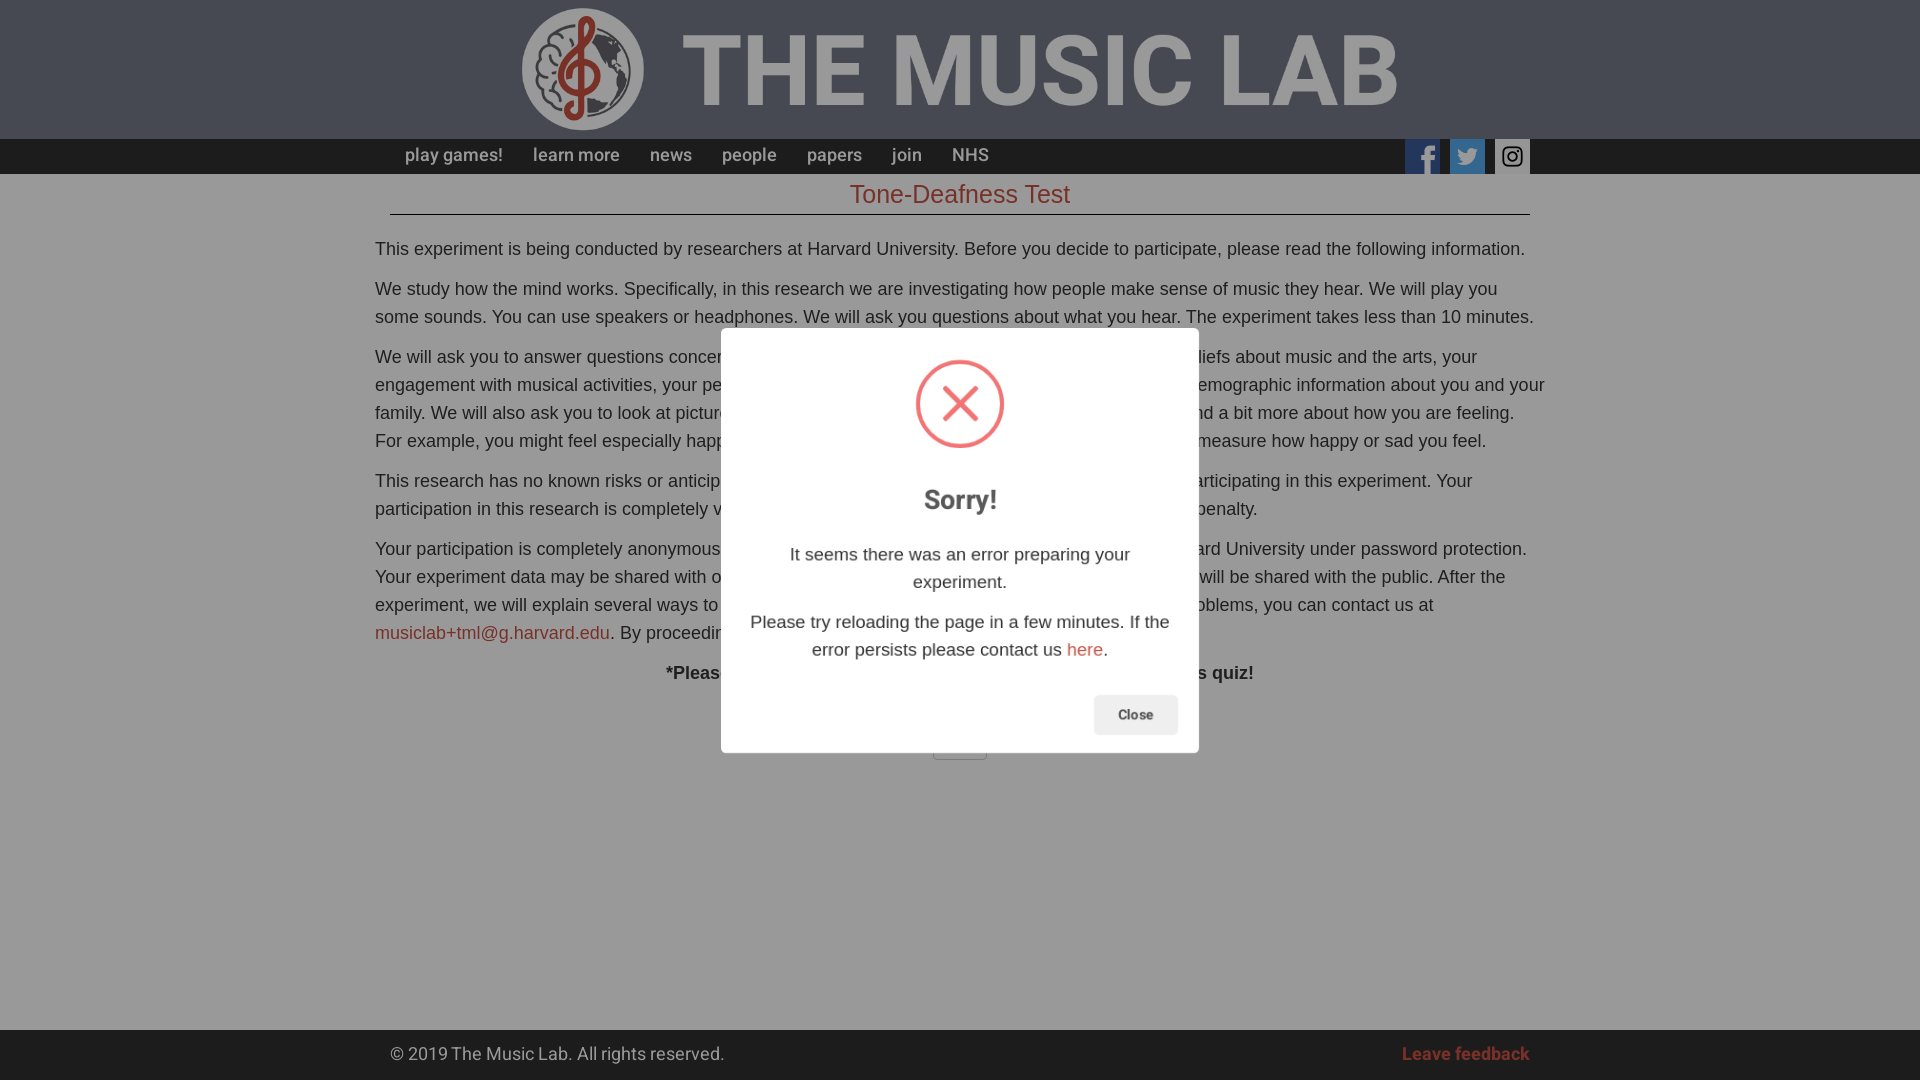 THE MUSIC LAB
play games! learn more news people papers join NHS
Tone-Deafness Test
This experiment is being conducted by researchers at Harvard University. Before you decide to participate, please read the following information.
We study how the mind works. Specifically, in this research we are investigating how people make sense of music they hear. We will play you
some sounds. You can use speakers or headphones. We will ask you questions about what you hear. The experiment takes less than 10 minutes.
We will ask you to answer questions concer liefs about music and the arts, your
engagement with musical activities, your pe emographic information about you and your
family. We will also ask you to look at pictur nd a bit more about how you are feeling.
For example, you might feel especially happ measure how happy or sad you feel.
This research has no known risks or anticip articipating in this experiment. Your
participation in this research is completely v penalty.
Your participation is completely anonymous ard University under password protection.
Your experiment data may be shared with o will be shared with the public. After the
experiment, we will explain several ways to oblems, you can contact us at
musiclab+tml@g.harvard.edu. By proceedin
*Pleas s quiz!
Sorry!
It seems there was an error preparing your
experiment.
Please try reloading the page in a few minutes. If the
error persists please contact us here.
Close
© 2019 The Music Lab. All rights reserved.
Leave feedback